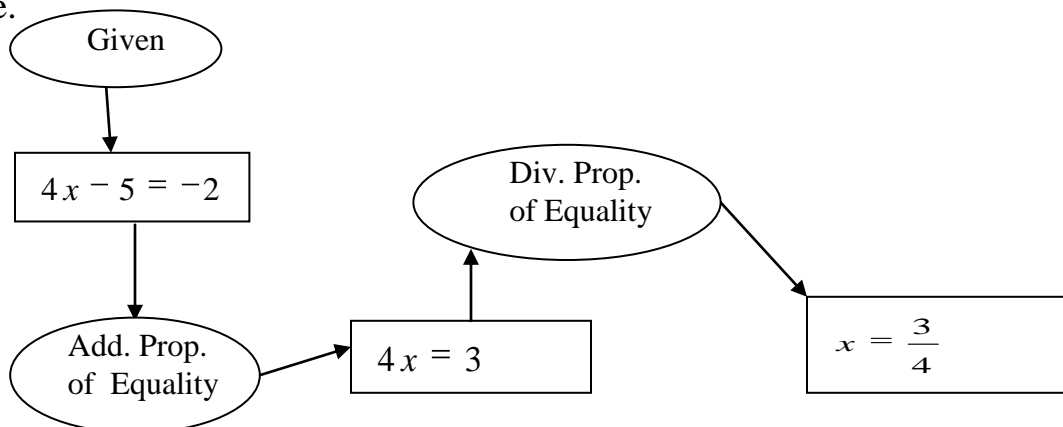 e.
Given
4x − 5 = −2
Add. Prop.
of Equality
4x = 3
Div. Prop.
of Equality
x = 3/4